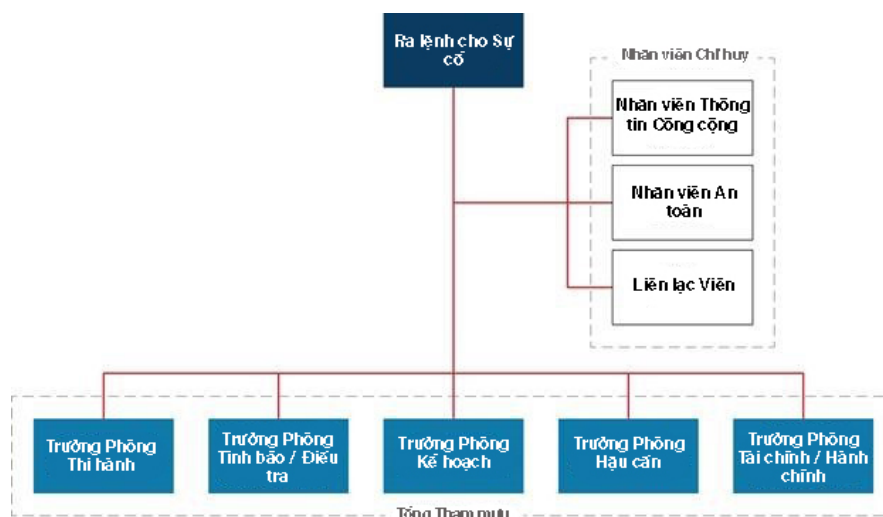 Ra lệnh cho Sự
cố
Nhân viên Chỉ huy
Nhân viên Thông
tin Công cộng
Nhân viên An
toàn
Liên lạc Viên
Trưởng Phòng
Thi hành
Trưởng Phòng
Tình báo / Điều
tra
Trưởng Phòng
Kế hoạch
Trưởng Phòng
Hậu cần
Trưởng Phòng
Tài chính / Hành
chính
Tổng Tham mưu